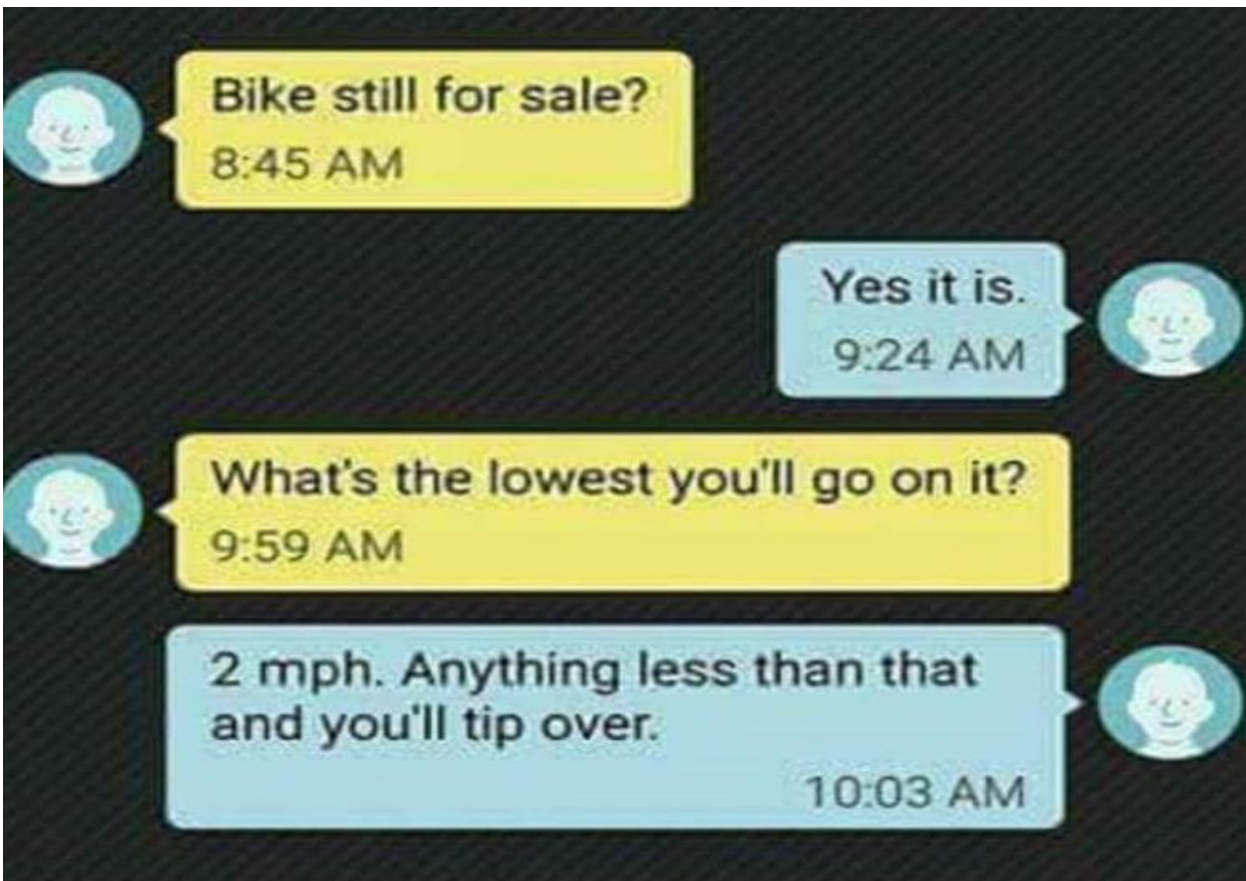 Bike still for sale?
8:45 AM
Yes it is.
9:24 AM
What's the lowest you'll go on it?
9:59 AM
2 mph. Anything less than that
and you'll tip over.
10:03 AM